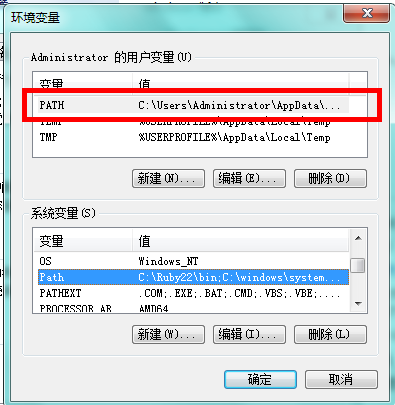 环境变量
Administrator 的用户变量(U)
变量 值
PATH C:\Users\Administrator\AppData\...
TEMP %USERPROFILE%\AppData\Local\Temp
TMP %USERPROFILE%\AppData\Local\Temp
新建(N)... 编辑(E)... 删除(D)
系统变量(S)
变量 值
OS Windows_NT
Path C:\Ruby22\bin;C:\windows\system...
PATHEXT .COM;.EXE;.BAT;.CMD;.VBS;.VBE;....
PROCESSOR_AR AMD64
新建(W)... 编辑(I)... 删除(L)
确定 取消